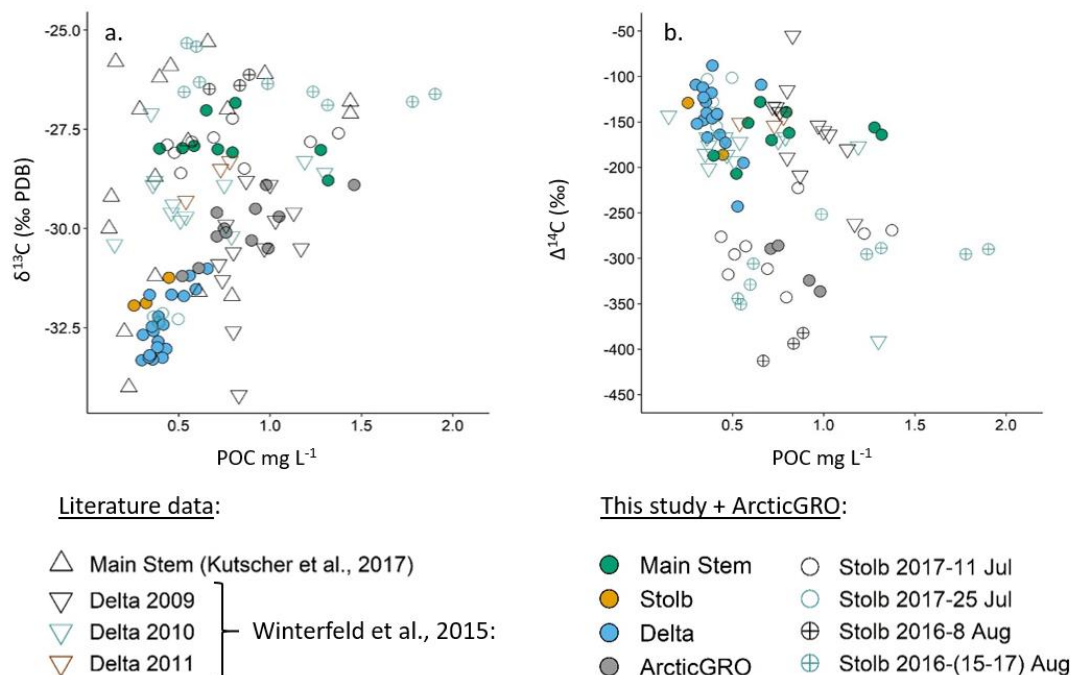 a.
δ¹³C (‰ PDB)
-25.0
-27.5
-30.0
-32.5
0.5 1.0 1.5 2.0
POC mg L⁻¹
b.
Δ¹⁴C (‰)
-50
-100
-150
-200
-250
-300
-350
-400
-450
0.5 1.0 1.5 2.0
POC mg L⁻¹
Literature data:
Main Stem (Kutscher et al., 2017)
Delta 2009
Delta 2010
Delta 2011
Winterfeld et al., 2015:
This study + ArcticGRO:
Main Stem
Stolb
Delta
ArcticGRO
Stolb 2017-11 Jul
Stolb 2017-25 Jul
Stolb 2016-8 Aug
Stolb 2016-(15-17) Aug